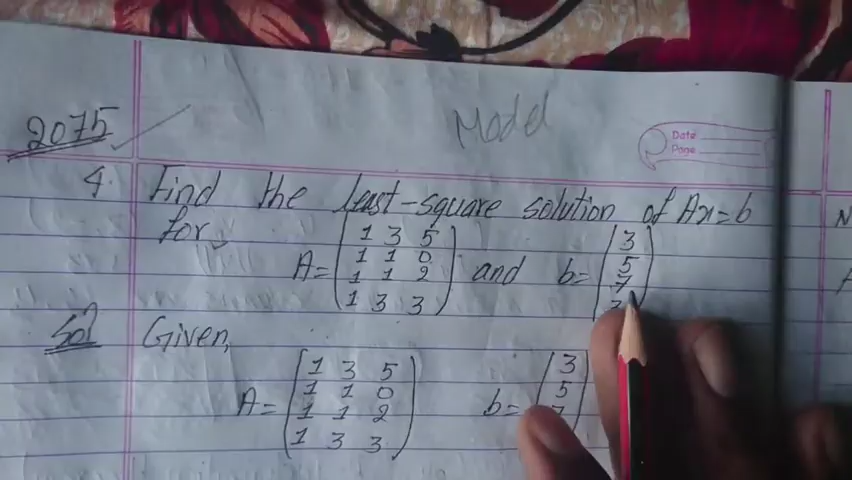 Model
2075
Date
Page
4. Find the least-square solution of Ax=b
for,
1 3 5
1 1 0
A= 1 1 2 and b=
1 3 3
3
5
7
Sol Given,
1 3 5
1 1 0
A= 1 1 2 b=
1 3 3
3
5